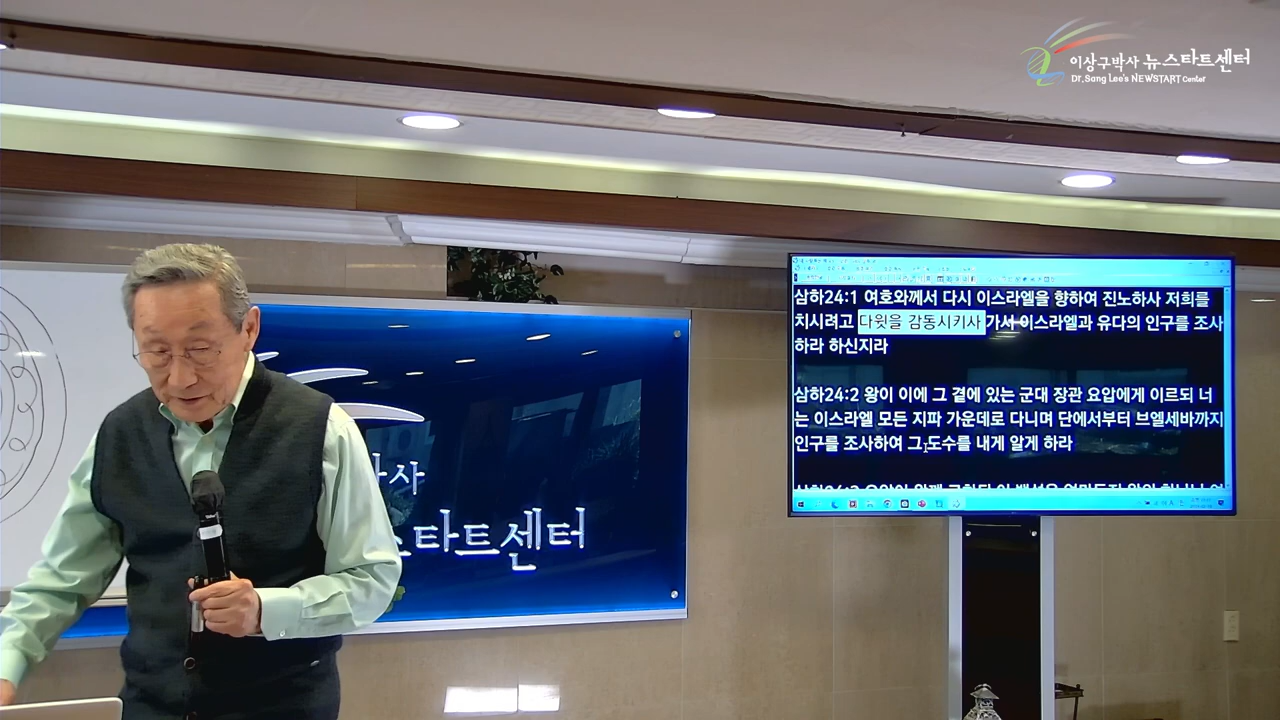 이상구박사 뉴스타트센터
Dr. Sang Lee's NEWSTART Center
삼하24:1 여호와께서 다시 이스라엘을 향하여 진노하사 저희를
치시려고 다윗을 감동시키사 가서 이스라엘과 유다의 인구를 조사
하라 하신지라
삼하24:2 왕이 이에 그 곁에 있는 군대 장관 요압에게 이르되 너
는 이스라엘 모든 지파 가운데로 다니며 단에서부터 브엘세바까지
인구를 조사하여 그 도수를 내게 알게 하라
박사
스타트센터